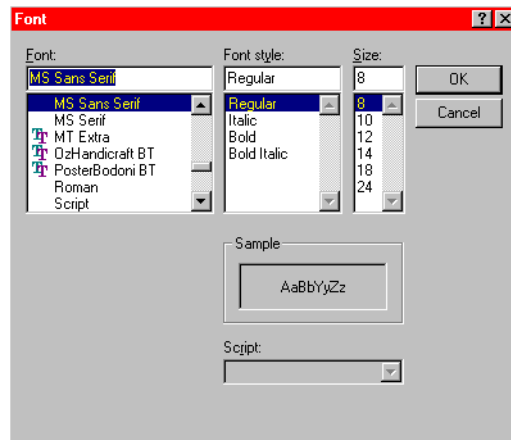 Font
Font: Font style: Size:
MS Sans Serif Regular 8 OK
MS Sans Serif Regular 8 Cancel
MS Serif Italic 10
MT Extra Bold 12
OzHandicraft BT Bold Italic 14
PosterBodoni BT 18
Roman 24
Script
Sample
AaBbYyZz
Script: